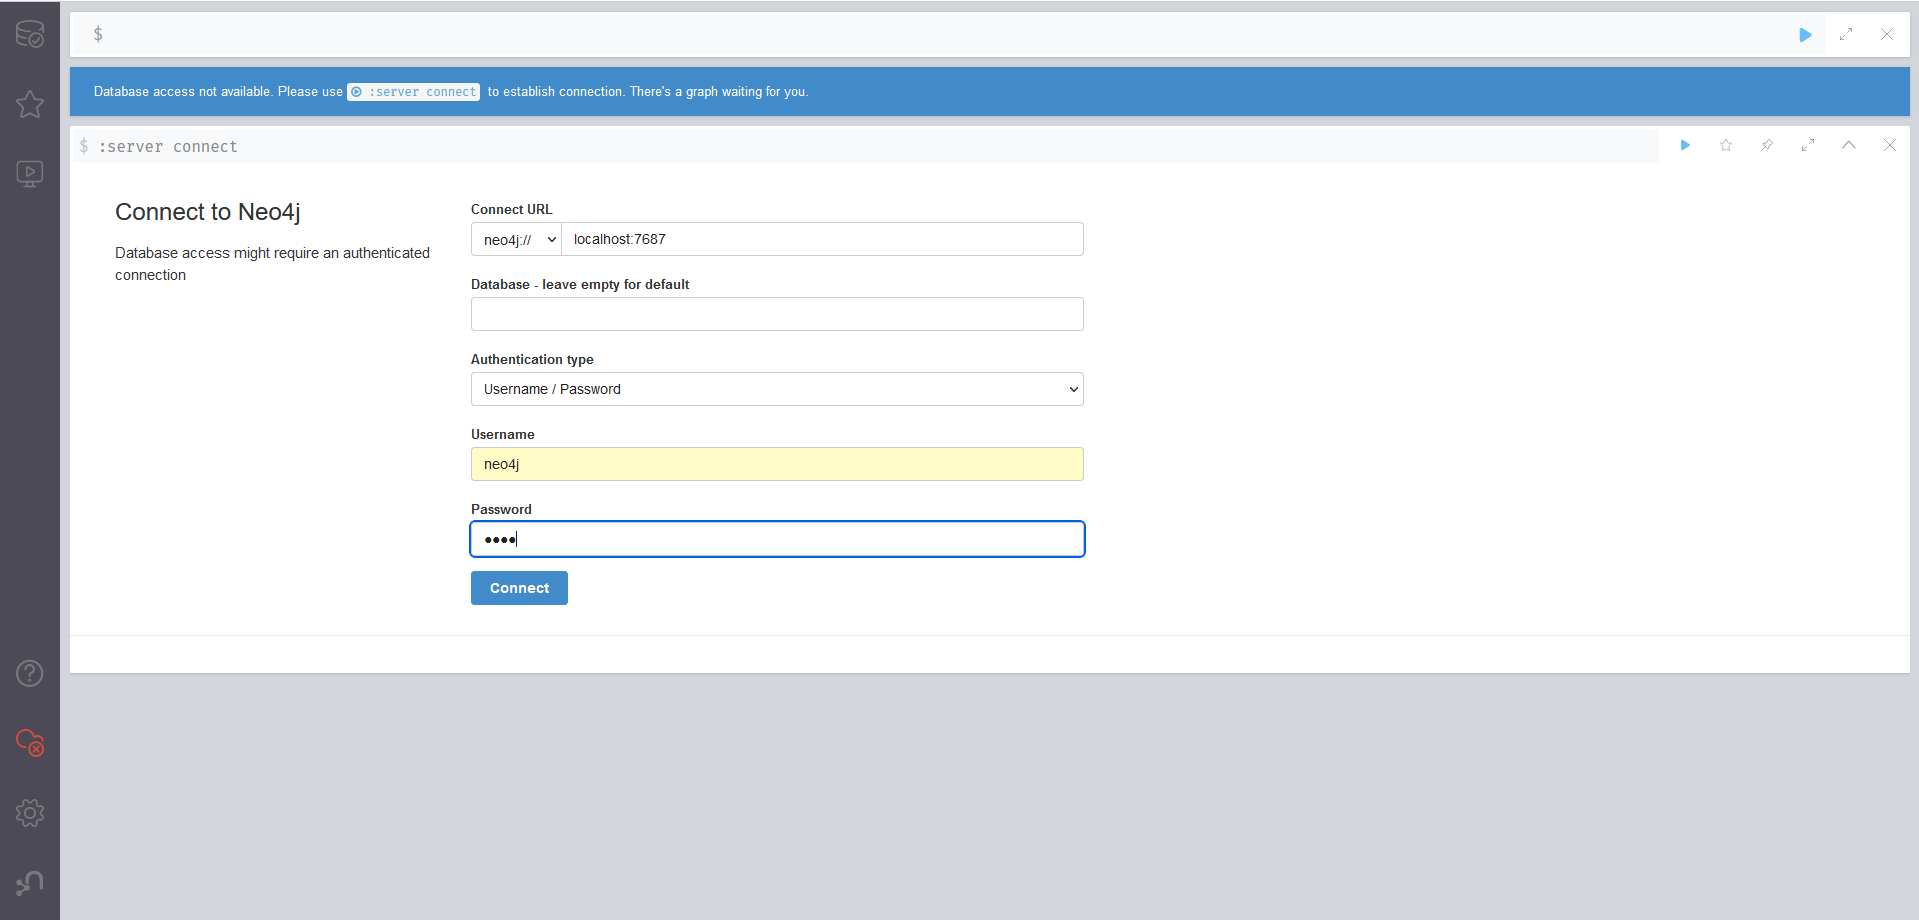 $
Database access not available. Please use :server connect to establish connection. There's a graph waiting for you.
$ :server connect
Connect to Neo4j
Database access might require an authenticated
connection
Connect URL
neo4j:// localhost:7687
Database - leave empty for default
Authentication type
Username / Password
Username
neo4j
Password
••••
Connect